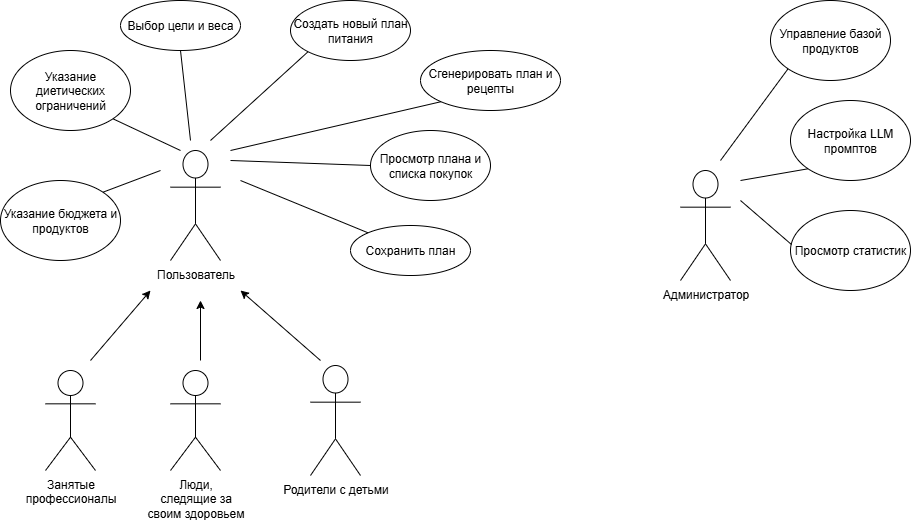 Выбор цели и веса
Создать новый план
питания
Управление базой
продуктов
Указание
диетических
ограничений
Сгенерировать план и
рецепты
Настройка LLM
промптов
Просмотр плана и
списка покупок
Указание бюджета и
продуктов
Сохранить план
Просмотр статистик
Пользователь
Администратор
Занятые
профессионалы
Люди,
следящие за
своим здоровьем
Родители с детьми